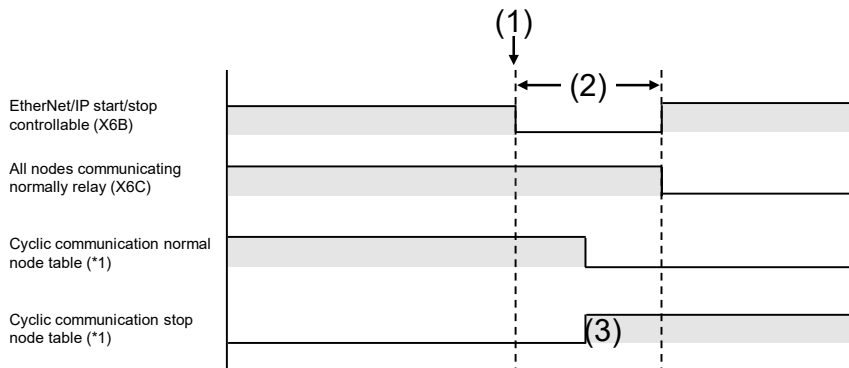 (1)
(2)
EtherNet/IP start/stop
controllable (X6B)
All nodes communicating
normally relay (X6C)
Cyclic communication normal
node table (*1)
Cyclic communication stop
node table (*1)
(3)